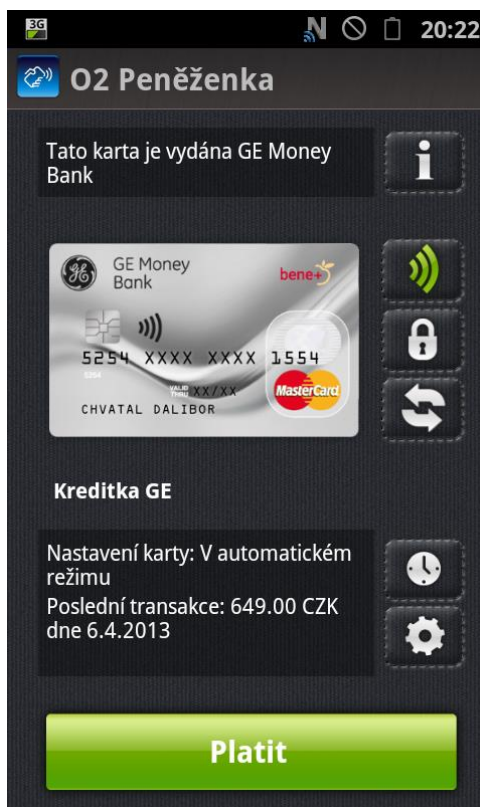 3G
20:22
O2 Peněženka
Tato karta je vydána GE Money
Bank
GE Money
Bank
bene+
5254 XXXX XXXX 1554
5254
VALID
THRU XX/XX
MasterCard
CHVATAL DALIBOR
Kreditka GE
Nastavení karty: V automatickém
režimu
Poslední transakce: 649.00 CZK
dne 6.4.2013
Platit